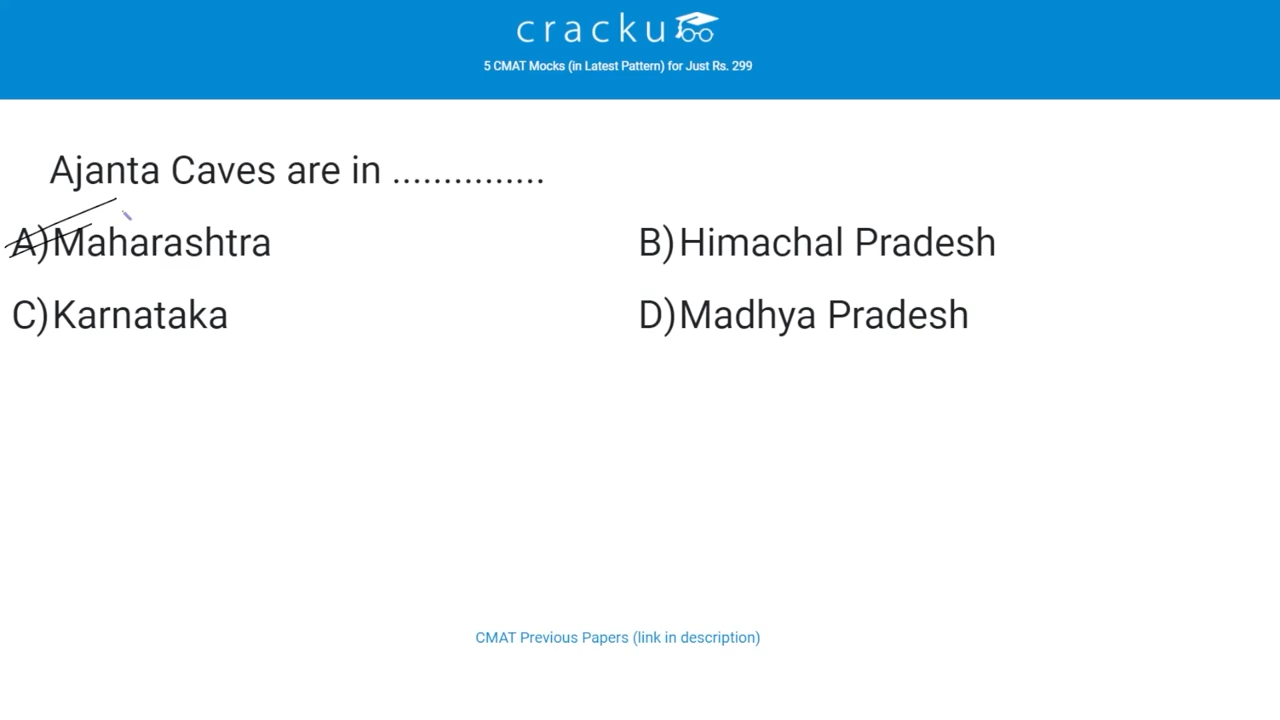 cracku
5 CMAT Mocks (in Latest Pattern) for Just Rs. 299
Ajanta Caves are in ...............
A)Maharashtra
B)Himachal Pradesh
C)Karnataka
D)Madhya Pradesh
CMAT Previous Papers (link in description)